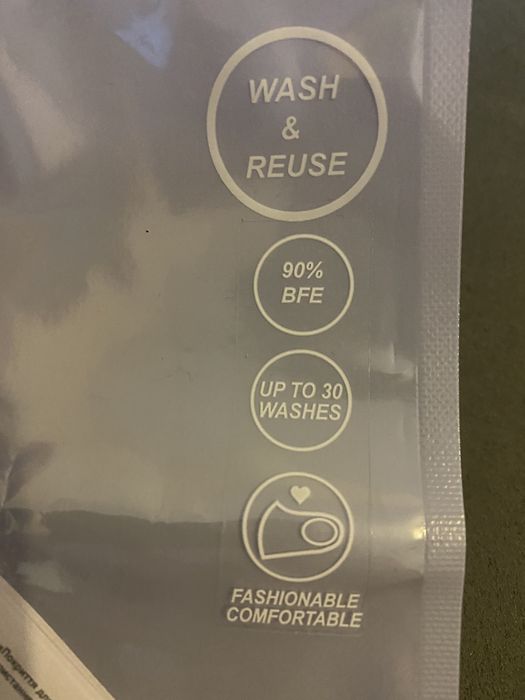 WASH
&
REUSE
90%
BFE
UP TO 30
WASHES
FASHIONABLE
COMFORTABLE